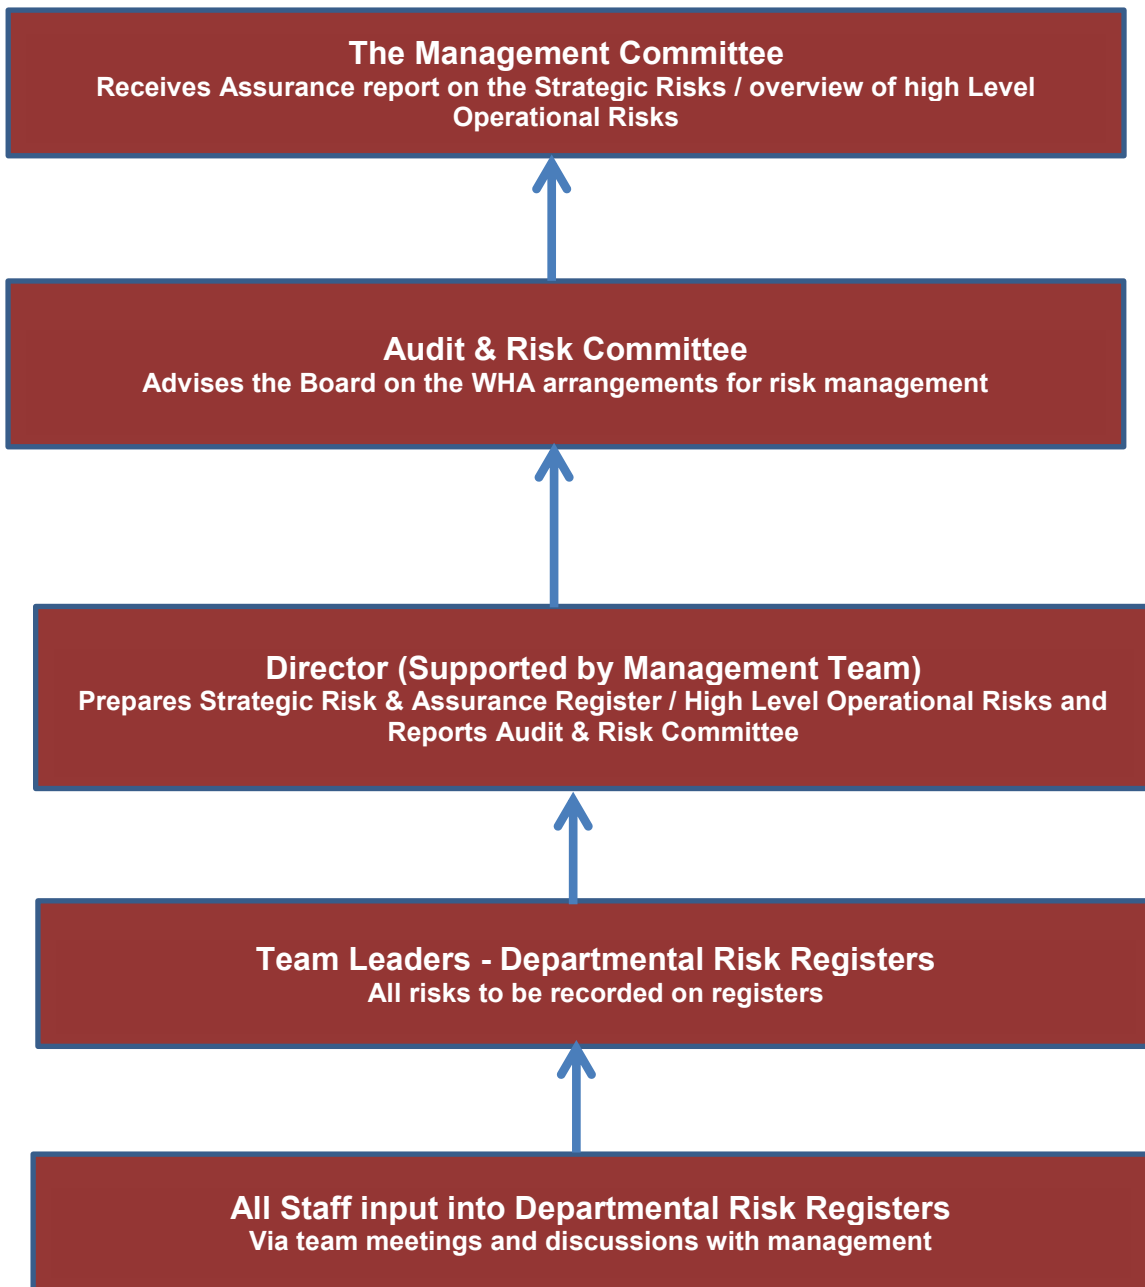 The Management Committee
Receives Assurance report on the Strategic Risks / overview of high Level
Operational Risks
Audit & Risk Committee
Advises the Board on the WHA arrangements for risk management
Director (Supported by Management Team)
Prepares Strategic Risk & Assurance Register / High Level Operational Risks and
Reports Audit & Risk Committee
Team Leaders - Departmental Risk Registers
All risks to be recorded on registers
All Staff input into Departmental Risk Registers
Via team meetings and discussions with management